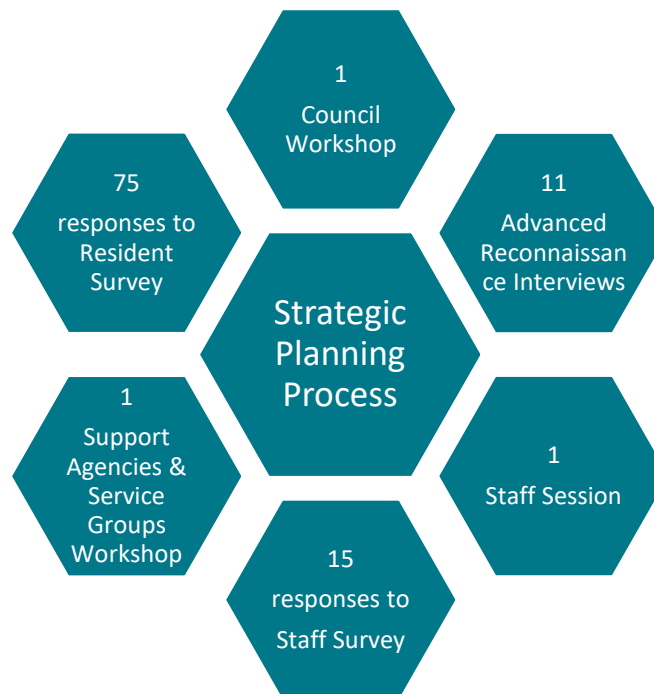 1
Council
Workshop
75
responses to
Resident
Survey
11
Advanced
Reconnaissan
ce Interviews
Strategic
Planning
Process
1
Support
Agencies &
Service
Groups
Workshop
1
Staff Session
15
responses to
Staff Survey